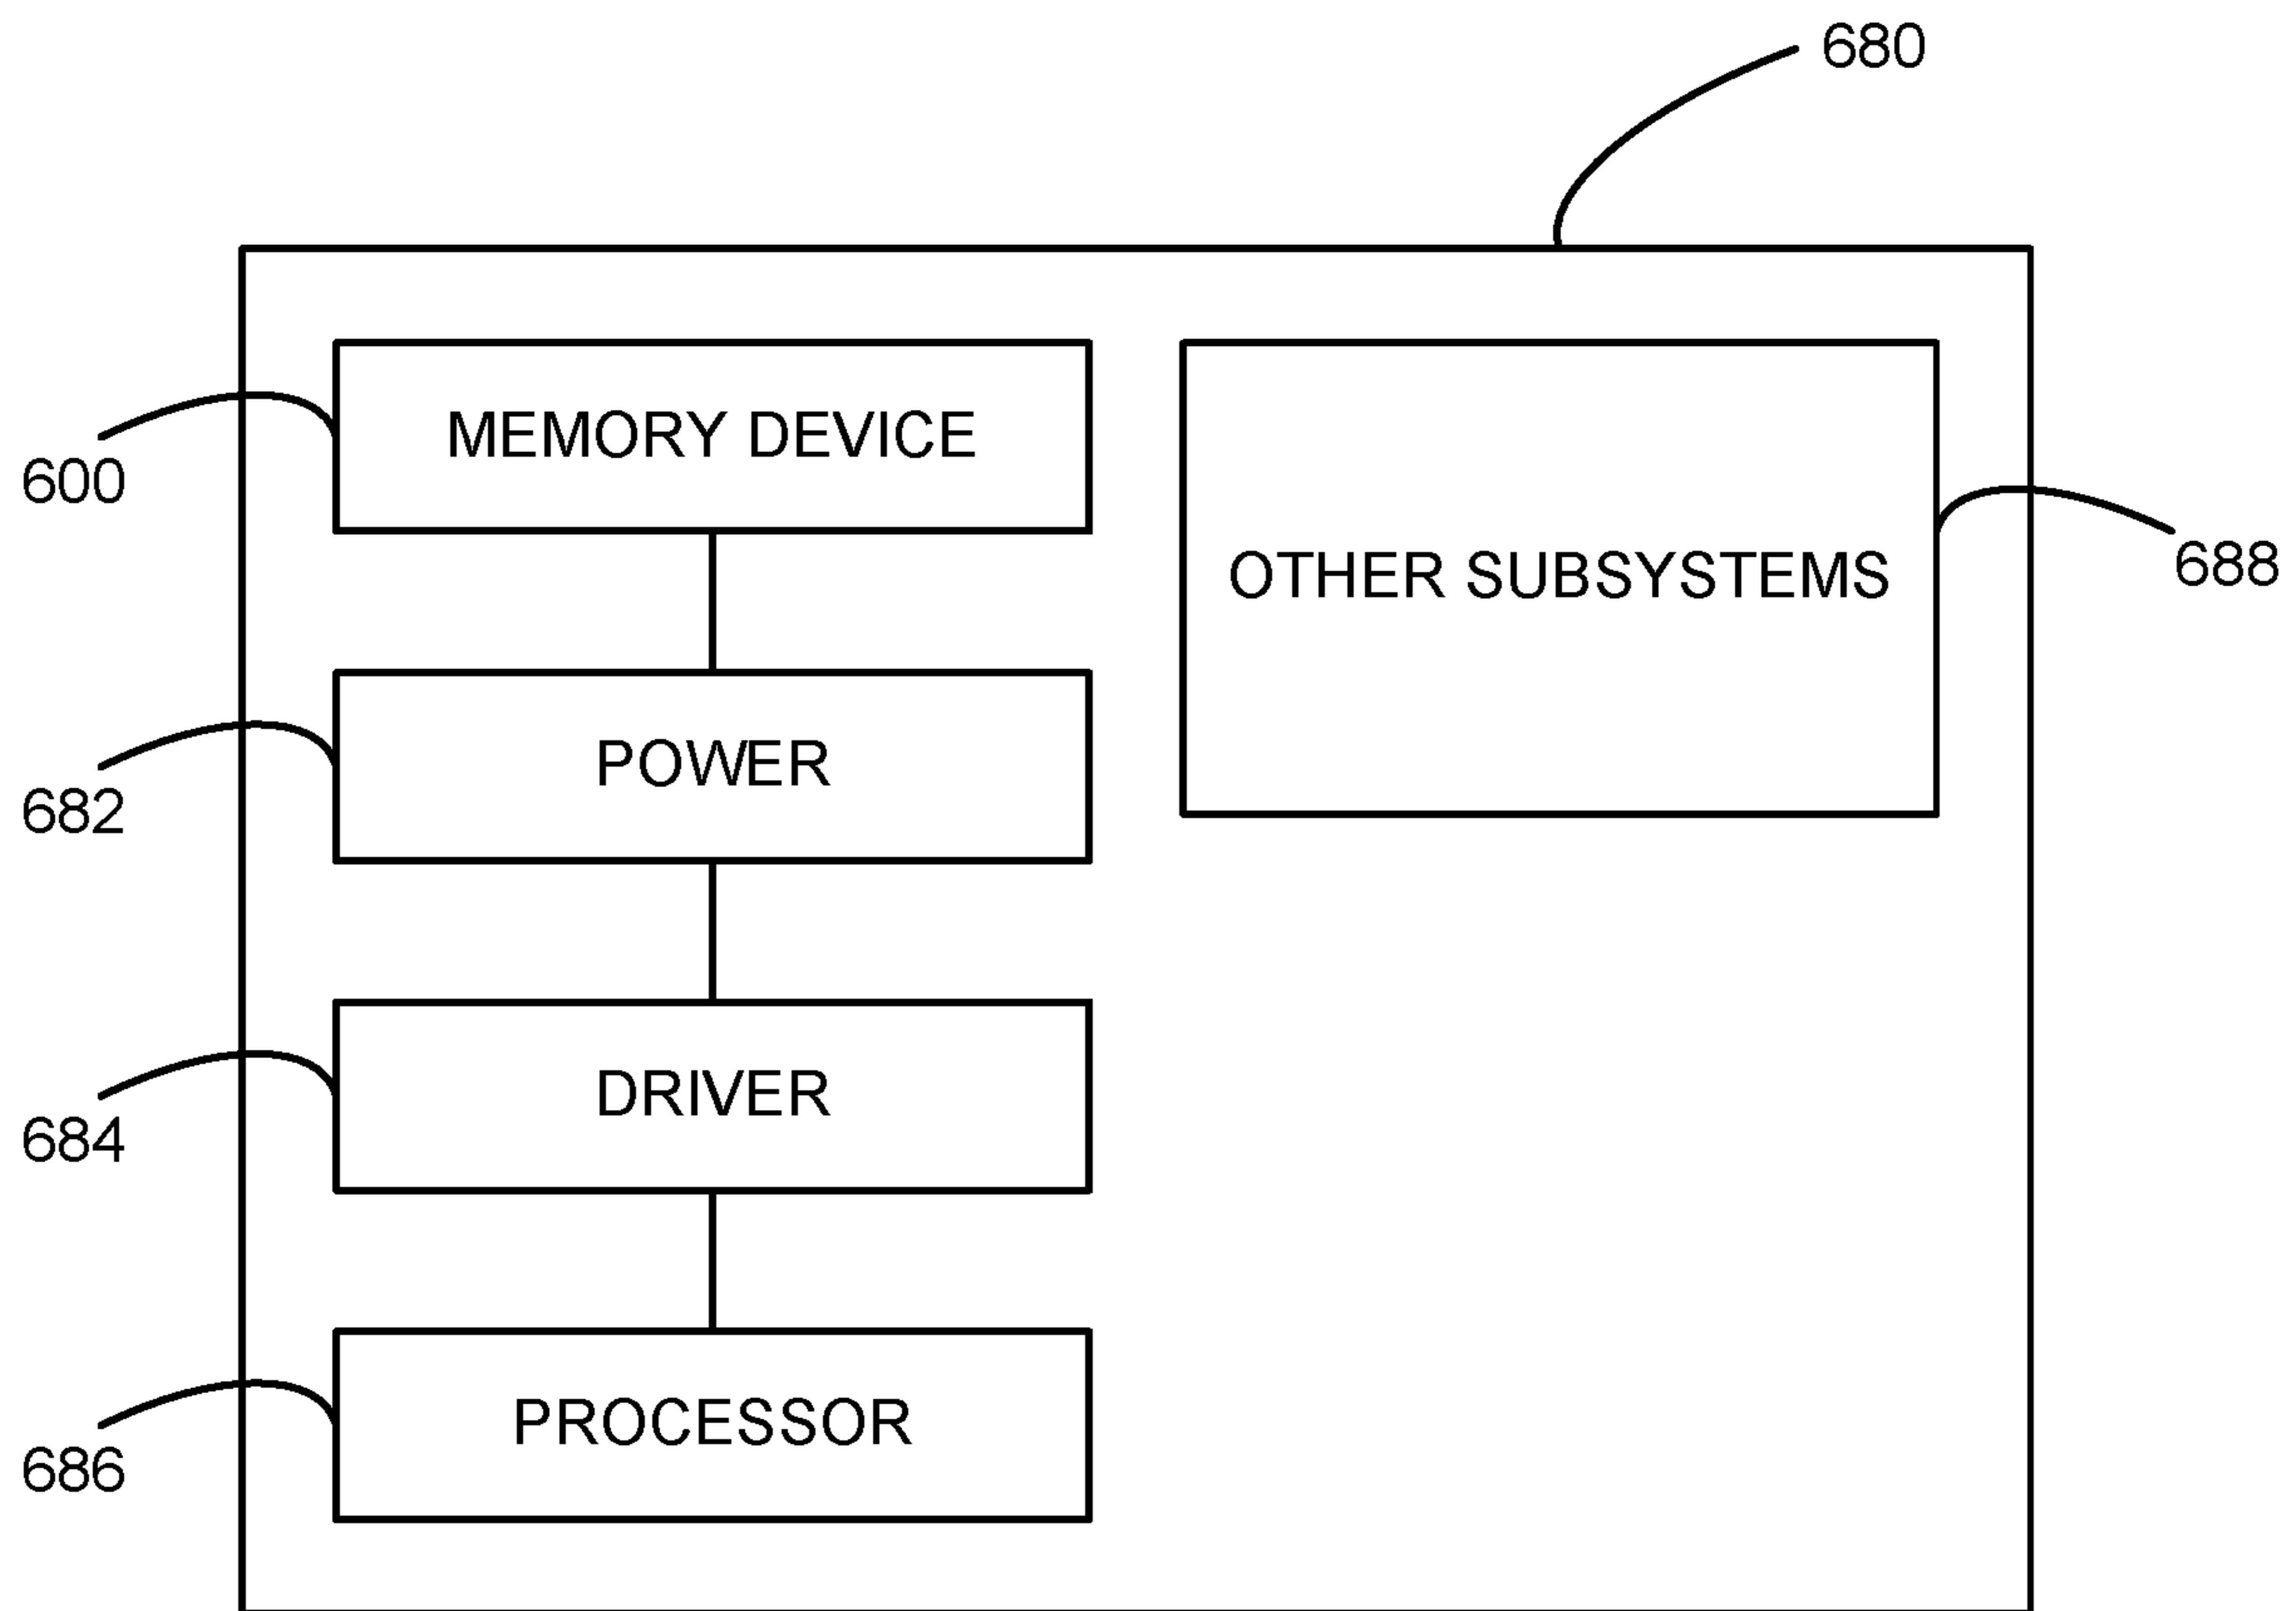 680
MEMORY DEVICE
600
OTHER SUBSYSTEMS
688
POWER
682
DRIVER
684
PROCESSOR
686